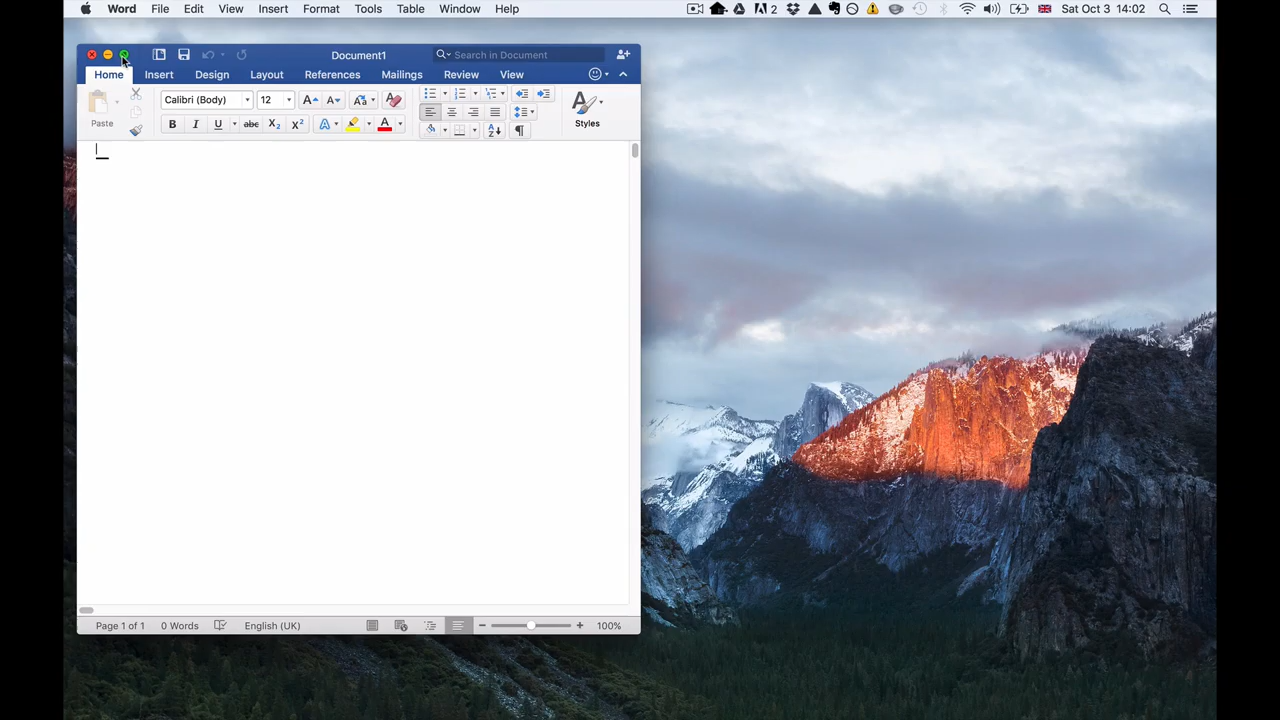 Word File Edit View Insert Format Tools Table Window Help 2 Sat Oct 3 14:02
Document1 Search in Document
Home Insert Design Layout References Mailings Review View
Paste Calibri (Body) 12 A A Aa A Styles
B I U abc X₂ X² A A
Page 1 of 1 0 Words English (UK) 100%